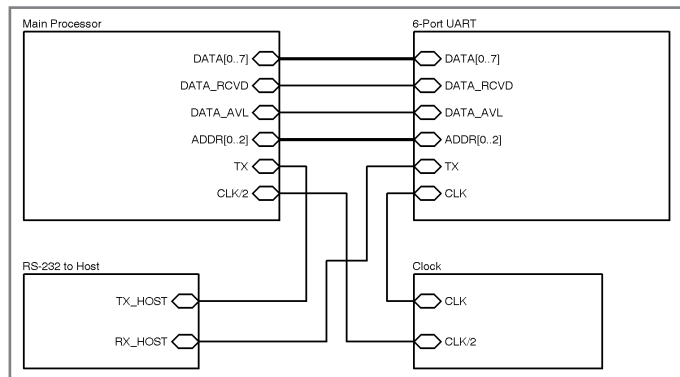 Main Processor
DATA[0..7]
DATA_RCVD
DATA_AVL
ADDR[0..2]
TX
CLK/2
6-Port UART
DATA[0..7]
DATA_RCVD
DATA_AVL
ADDR[0..2]
TX
CLK
RS-232 to Host
TX_HOST
RX_HOST
Clock
CLK
CLK/2